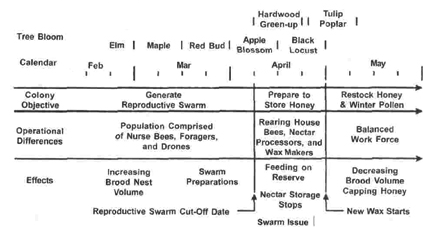 Hardwood Green-up
Tulip Poplar
Tree Bloom
Elm
Maple
Red Bud
Apple Blossom
Black Locust
Calendar
Feb
Mar
April
May
Colony Objective
Generate Reproductive Swarm
Prepare to Store Honey
Restock Honey & Winter Pollen
Operational Differences
Population Comprised of Nurse Bees, Foragers, and Drones
Rearing House Bees, Nectar Processors, and Wax Makers
Balanced Work Force
Effects
Increasing Brood Nest Volume
Swarm Preparations
Feeding on Reserve
Nectar Storage Stops
Decreasing Brood Volume Capping Honey
Reproductive Swarm Cut-Off Date
New Wax Starts
Swarm Issue